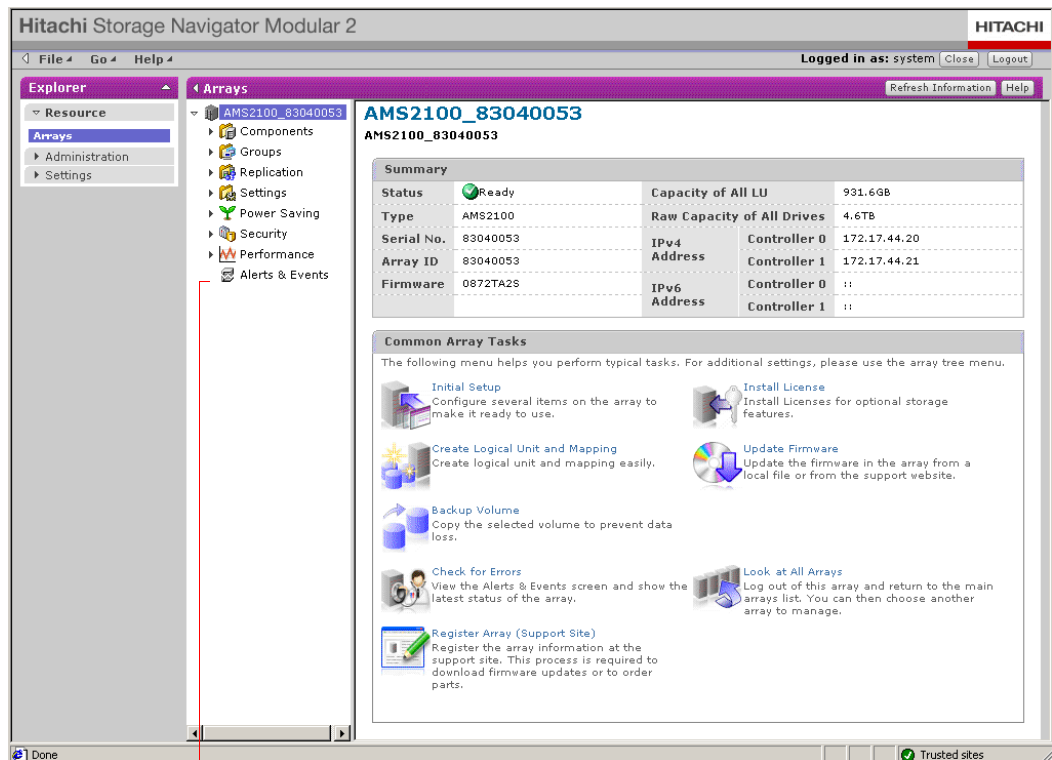 Hitachi Storage Navigator Modular 2
HITACHI
File Go Help
Logged in as: system Close Logout
Explorer
Resource
Arrays
Administration
Settings
Arrays
Refresh Information Help
AMS2100_83040053
Components
Groups
Replication
Settings
Power Saving
Security
Performance
Alerts & Events
AMS2100_83040053
AMS2100_83040053
Summary
Status Ready Capacity of All LU 931.6GB
Type AMS2100 Raw Capacity of All Drives 4.6TB
Serial No. 83040053 IPv4 Address Controller 0 172.17.44.20
Array ID 83040053 Controller 1 172.17.44.21
Firmware 0872TA2S IPv6 Address Controller 0 ::
Controller 1 ::
Common Array Tasks
The following menu helps you perform typical tasks. For additional settings, please use the array tree menu.
Initial Setup
Configure several items on the array to
make it ready to use.
Install License
Install Licenses for optional storage
features.
Create Logical Unit and Mapping
Create logical unit and mapping easily.
Update Firmware
Update the firmware in the array from a
local file or from the support website.
Backup Volume
Copy the selected volume to prevent data
loss.
Check for Errors
View the Alerts & Events screen and show the
latest status of the array.
Look at All Arrays
Log out of this array and return to the main
arrays list. You can then choose another
array to manage.
Register Array (Support Site)
Register the array information at the
support site. This process is required to
download firmware updates or to order
parts.
Done
Trusted sites